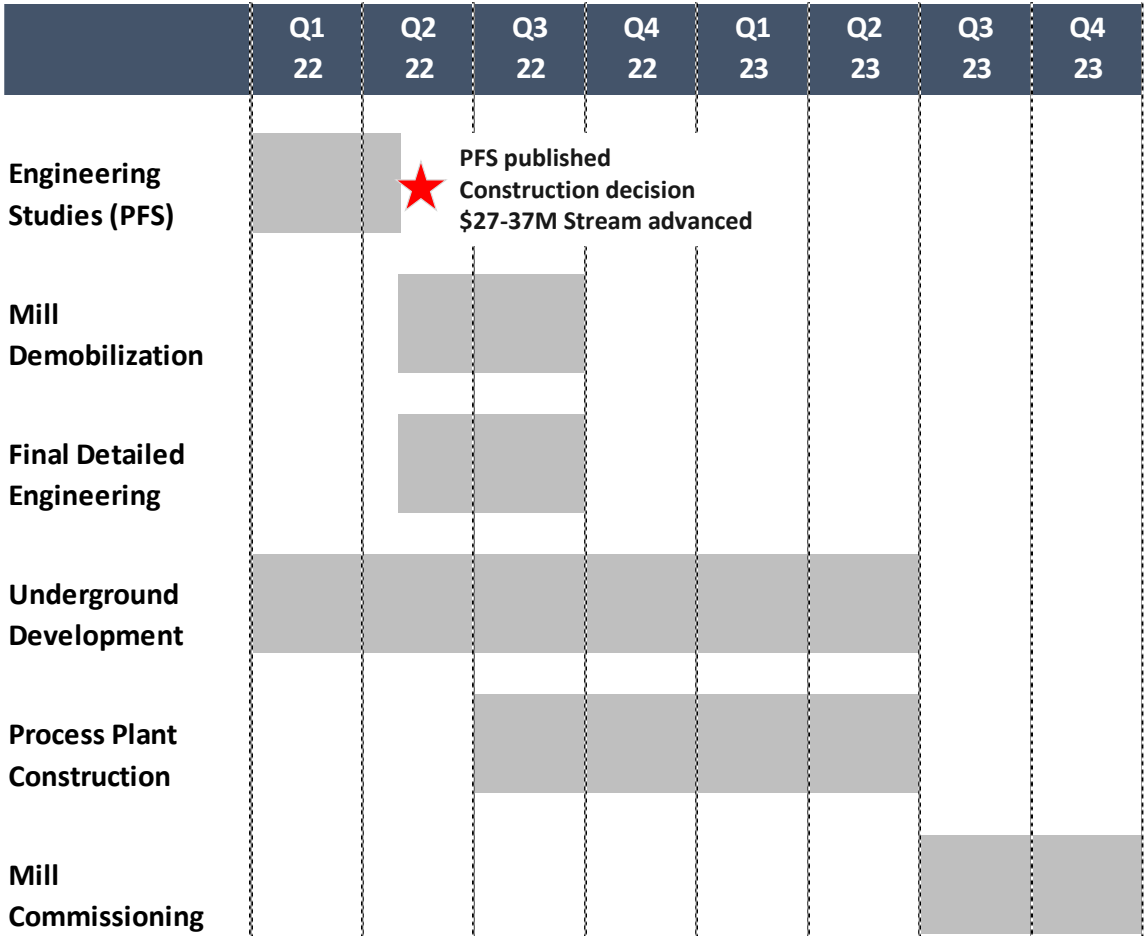 Q1 Q2 Q3 Q4 Q1 Q2 Q3 Q4
22 22 22 22 23 23 23 23
Engineering
Studies (PFS)
PFS published
Construction decision
$27-37M Stream advanced
Mill
Demobilization
Final Detailed
Engineering
Underground
Development
Process Plant
Construction
Mill
Commissioning